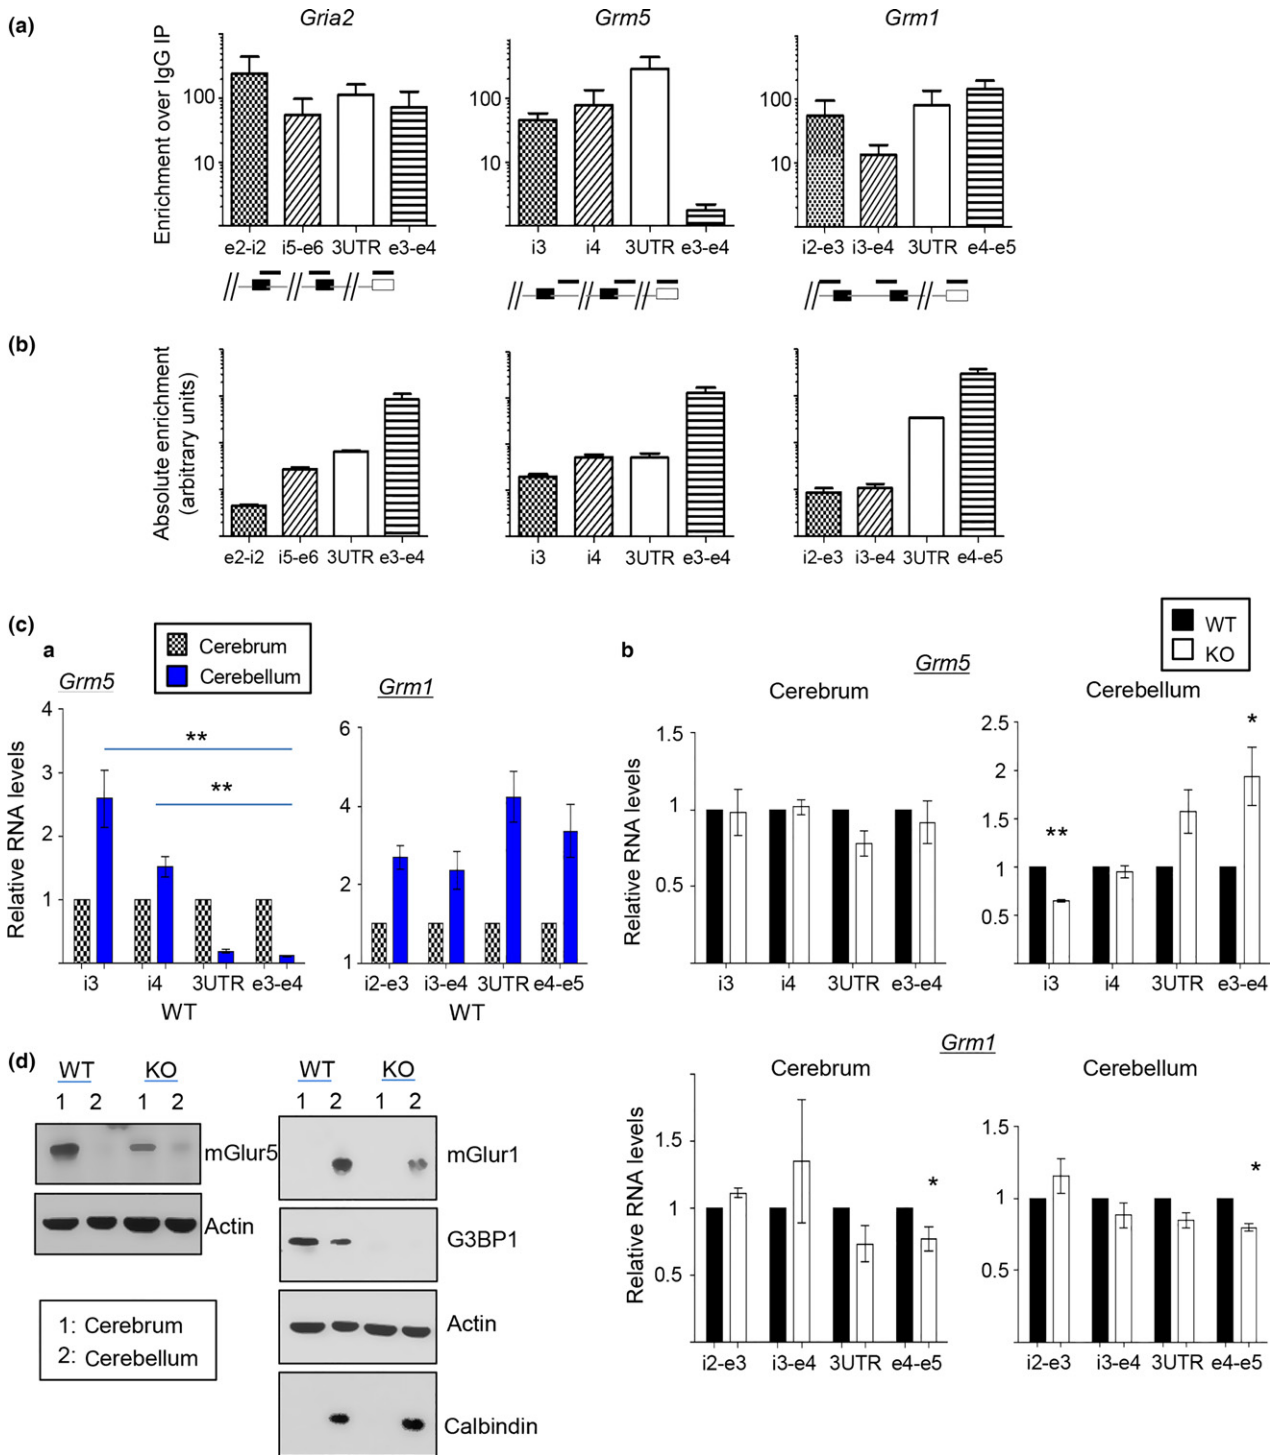 (a)
Gria2
Grm5
Grm1
Enrichment over IgG IP
100
10
e2-i2 i5-e6 3UTR e3-e4
100
10
i3 i4 3UTR e3-e4
100
10
i2-e3 i3-e4 3UTR e4-e5
(b)
Absolute enrichment
(arbitrary units)
e2-i2 i5-e6 3UTR e3-e4
i3 i4 3UTR e3-e4
i2-e3 i3-e4 3UTR e4-e5
(c)
a
Cerebrum
Cerebellum
Grm5
Relative RNA levels
4
3
2
1
**
**
i3 i4 3UTR e3-e4
WT
Grm1
6
4
2
1
i2-e3 i3-e4 3UTR e4-e5
WT
b
WT
KO
Grm5
Cerebrum
Relative RNA levels
1.5
1
0.5
i3 i4 3UTR e3-e4
Cerebellum
2.5
2
1.5
1
0.5
**
*
i3 i4 3UTR e3-e4
Grm1
Cerebrum
Relative RNA levels
1.5
1
0.5
*
i2-e3 i3-e4 3UTR e4-e5
Cerebellum
1.5
1
0.5
*
i2-e3 i3-e4 3UTR e4-e5
(d)
WT KO
1 2 1 2
mGlur5
Actin
1: Cerebrum
2: Cerebellum
WT KO
1 2 1 2
mGlur1
G3BP1
Actin
Calbindin